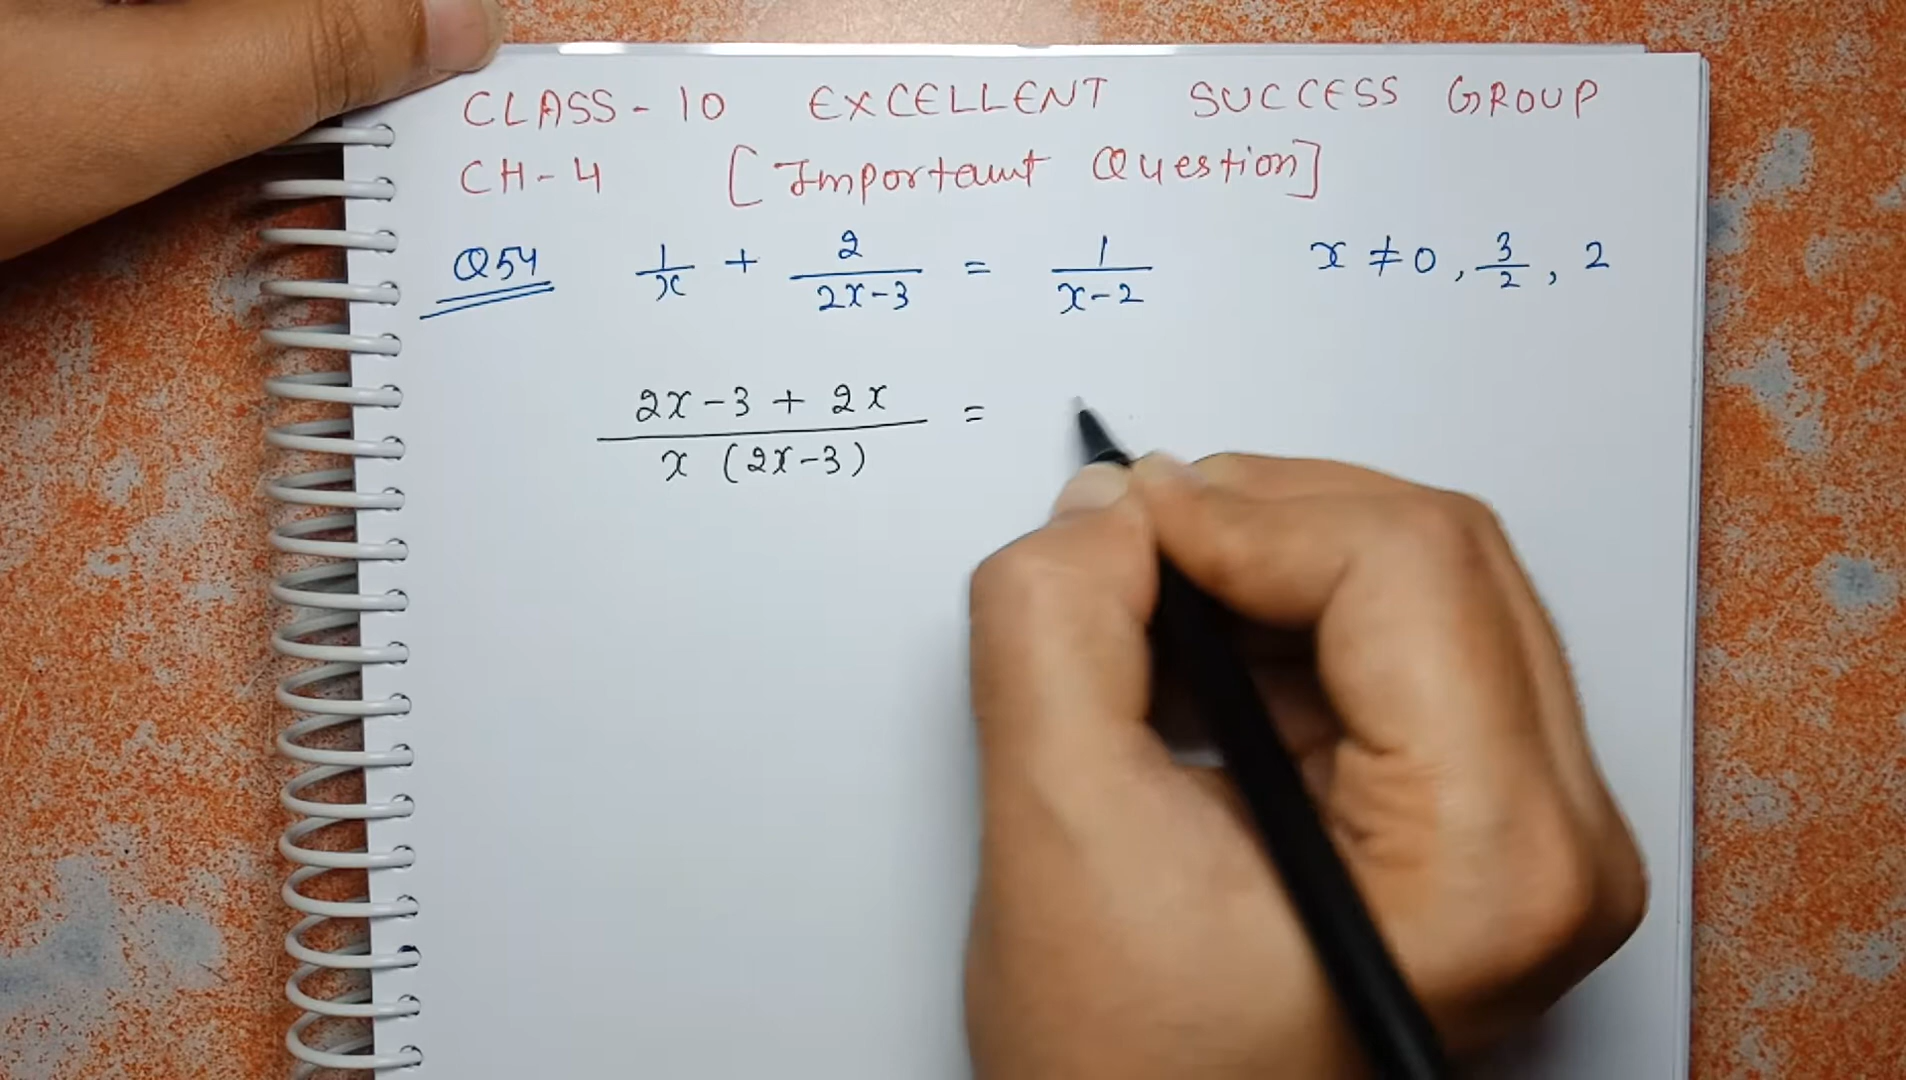 CLASS-10 EXCELLENT SUCCESS GROUP
CH-4 [Important Question]
Q54 1/x + 2/(2x-3) = 1/(x-2) x ≠ 0, 3/2, 2
(2x-3+2x)/(x(2x-3)) =